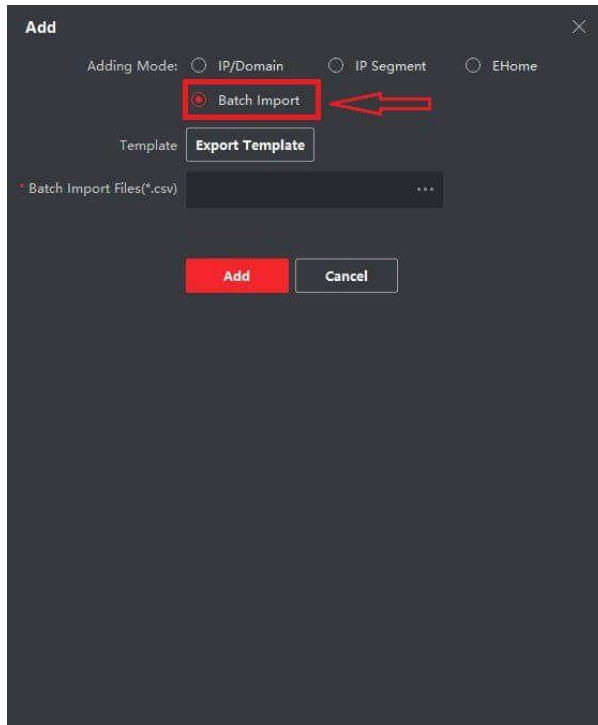 Add
Adding Mode: IP/Domain IP Segment EHome
Batch Import
Template Export Template
* Batch Import Files(*.csv) ...
Add Cancel